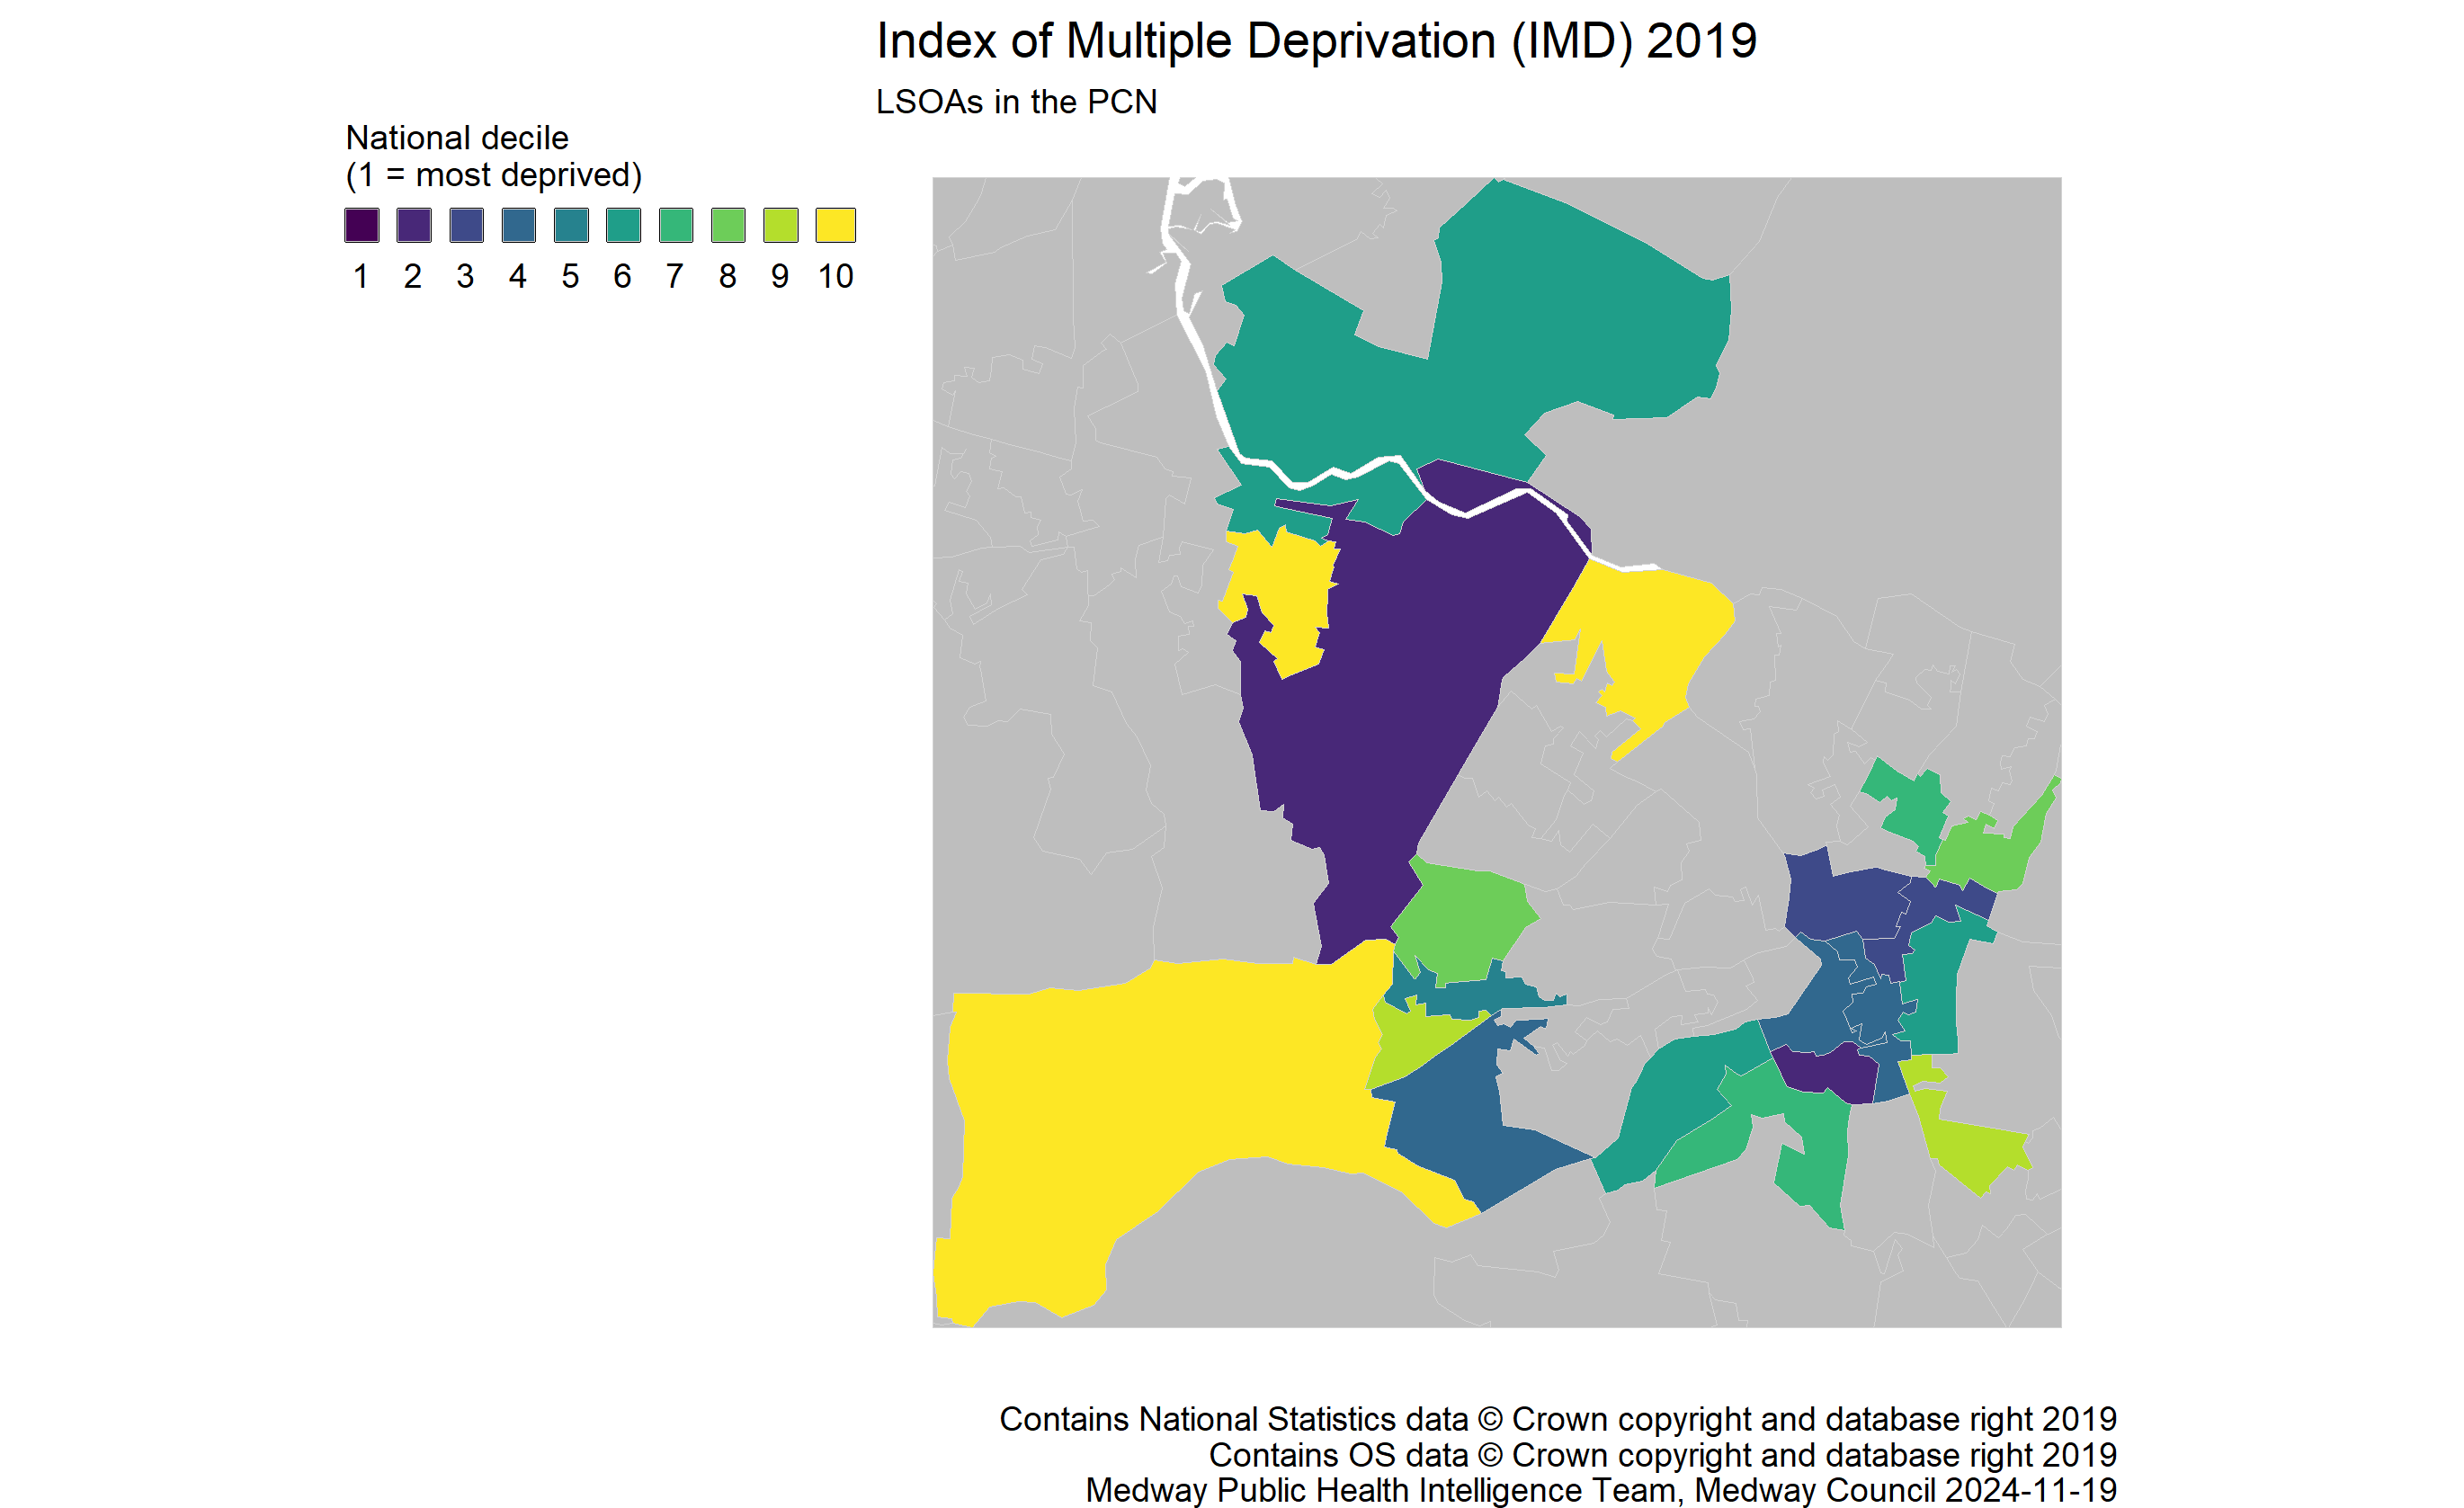 Index of Multiple Deprivation (IMD) 2019
LSOAs in the PCN
National decile
(1 = most deprived)
1 2 3 4 5 6 7 8 9 10
Contains National Statistics data © Crown copyright and database right 2019
Contains OS data © Crown copyright and database right 2019
Medway Public Health Intelligence Team, Medway Council 2024-11-19